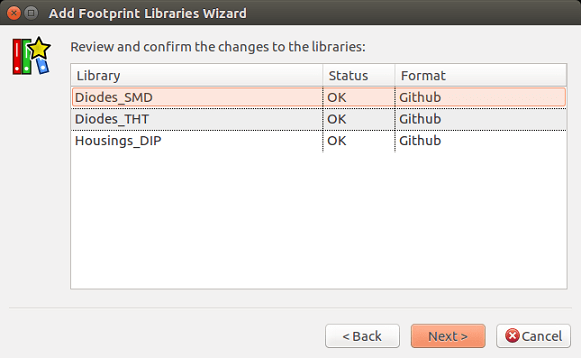 Add Footprint Libraries Wizard
Review and confirm the changes to the libraries:
Library Status Format
Diodes_SMD OK Github
Diodes_THT OK Github
Housings_DIP OK Github
< Back Next > Cancel